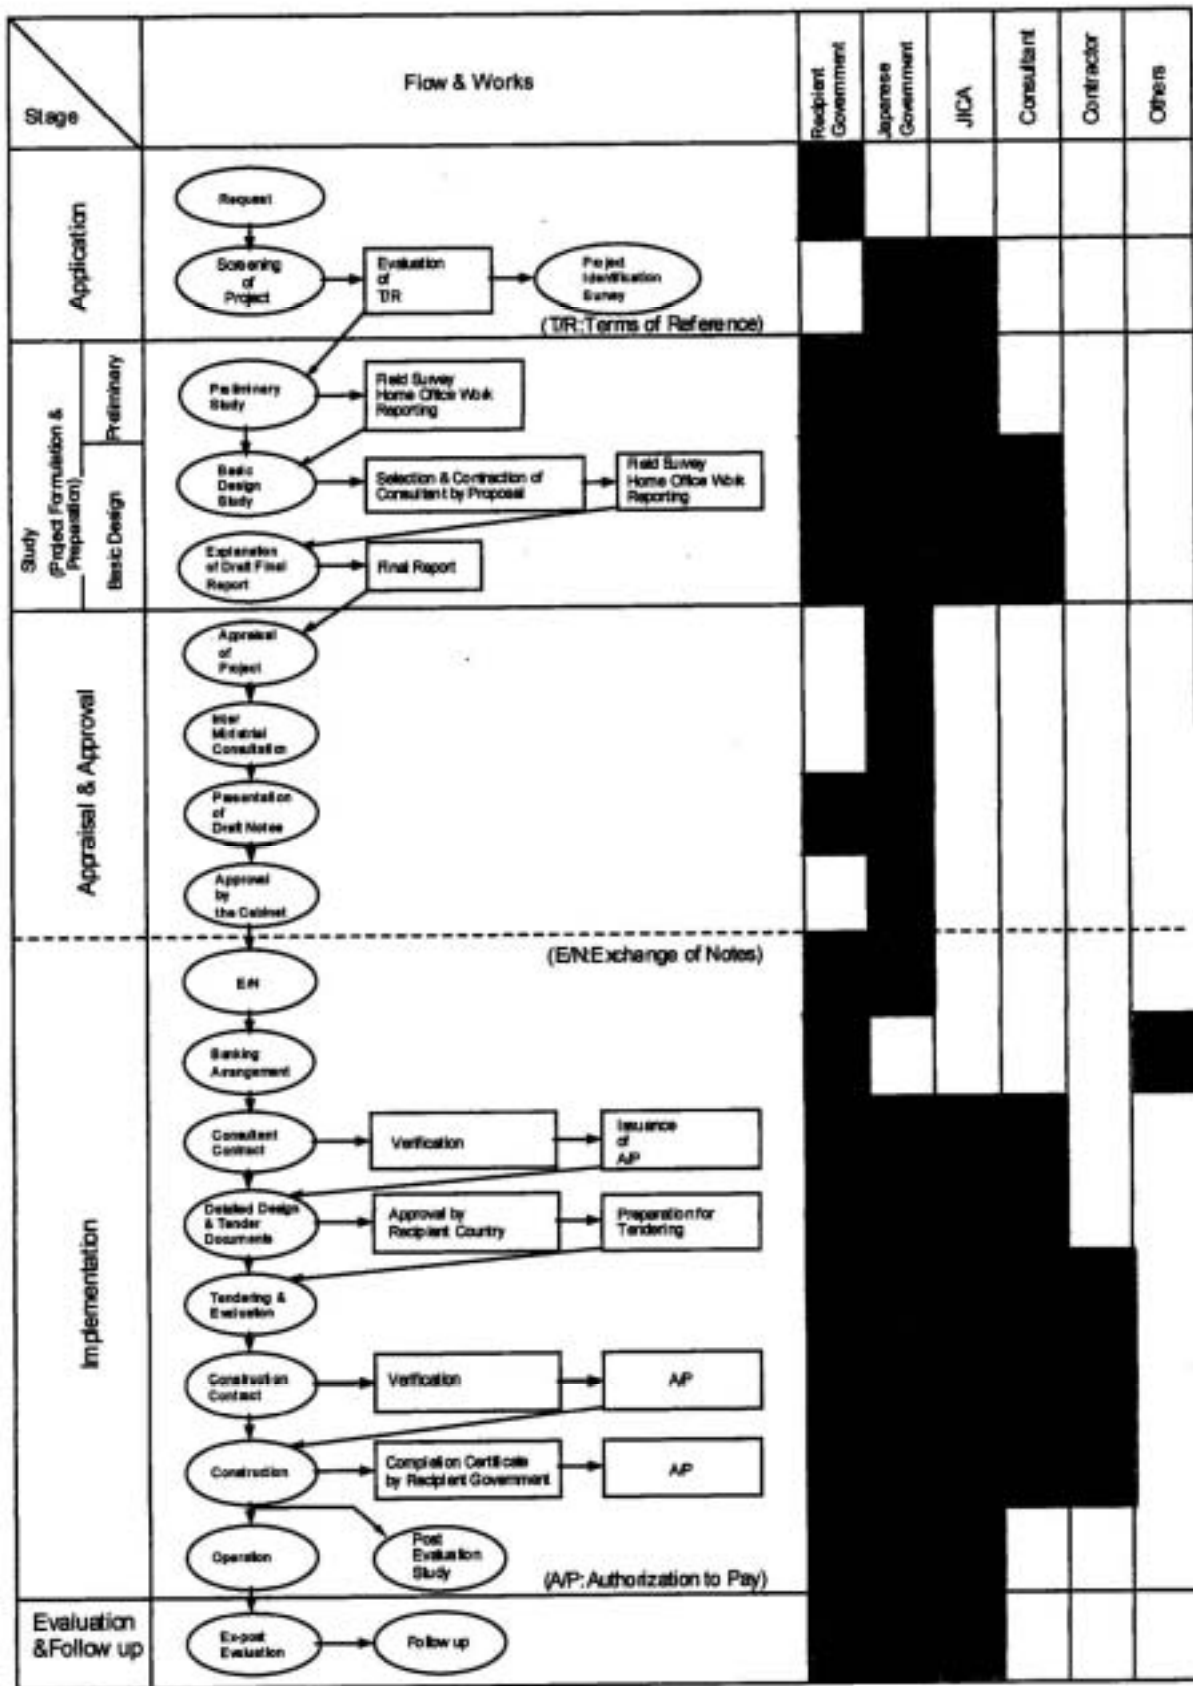 Stage
Flow & Works
Recipient
Government
Japanese
Government
JICA
Consultant
Contractor
Others
Application
Request
Screening
of
Project
Evaluation
of
T/R
Project
Identification
Survey
(T/R:Terms of Reference)
Study
(Project Formulation &
Preparation)
Preliminary
Basic Design
Preliminary
Study
Field Survey
Home Office Work
Reporting
Basic
Design
Study
Selection & Contraction of
Consultant by Proposal
Field Survey
Home Office Work
Reporting
Explanation
of Draft Final
Report
Final Report
Appraisal & Approval
Appraisal
of
Project
Inter
Ministrial
Consultation
Presentation
of
Draft Notes
Approval
by
the Cabinet
(E/N:Exchange of Notes)
Implementation
E/N
Banking
Arrangement
Consultant
Contract
Verification
Issuance
of
A/P
Detailed Design
& Tender
Documents
Approval by
Recipient Country
Preparation for
Tendering
Tendering &
Evaluation
Construction
Contract
Verification
A/P
Construction
Completion Certificate
by Recipient Government
A/P
Operation
Post
Evaluation
Study
(A/P:Authorization to Pay)
Evaluation
&Follow up
Ex-post
Evaluation
Follow up